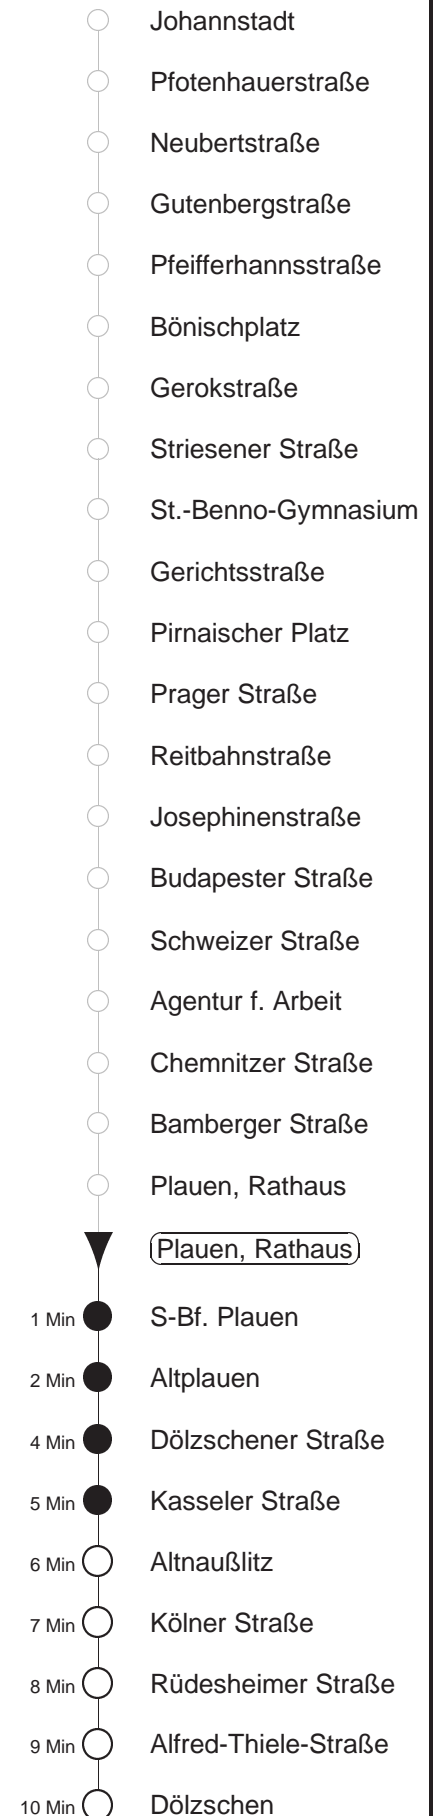 Johannstadt
Pfotenhauerstraße
Neubertstraße
Gutenbergstraße
Pfeifferhannsstraße
Bönischplatz
Gerokstraße
Striesener Straße
St.-Benno-Gymnasium
Gerichtsstraße
Pirnaischer Platz
Prager Straße
Reitbahnstraße
Josephinenstraße
Budapester Straße
Schweizer Straße
Agentur f. Arbeit
Chemnitzer Straße
Bamberger Straße
Plauen, Rathaus
Plauen, Rathaus
1 Min S-Bf. Plauen
2 Min Altplauen
4 Min Dölzschener Straße
5 Min Kasseler Straße
6 Min Altnaußlitz
7 Min Kölner Straße
8 Min Rüdesheimer Straße
9 Min Alfred-Thiele-Straße
10 Min Dölzschen